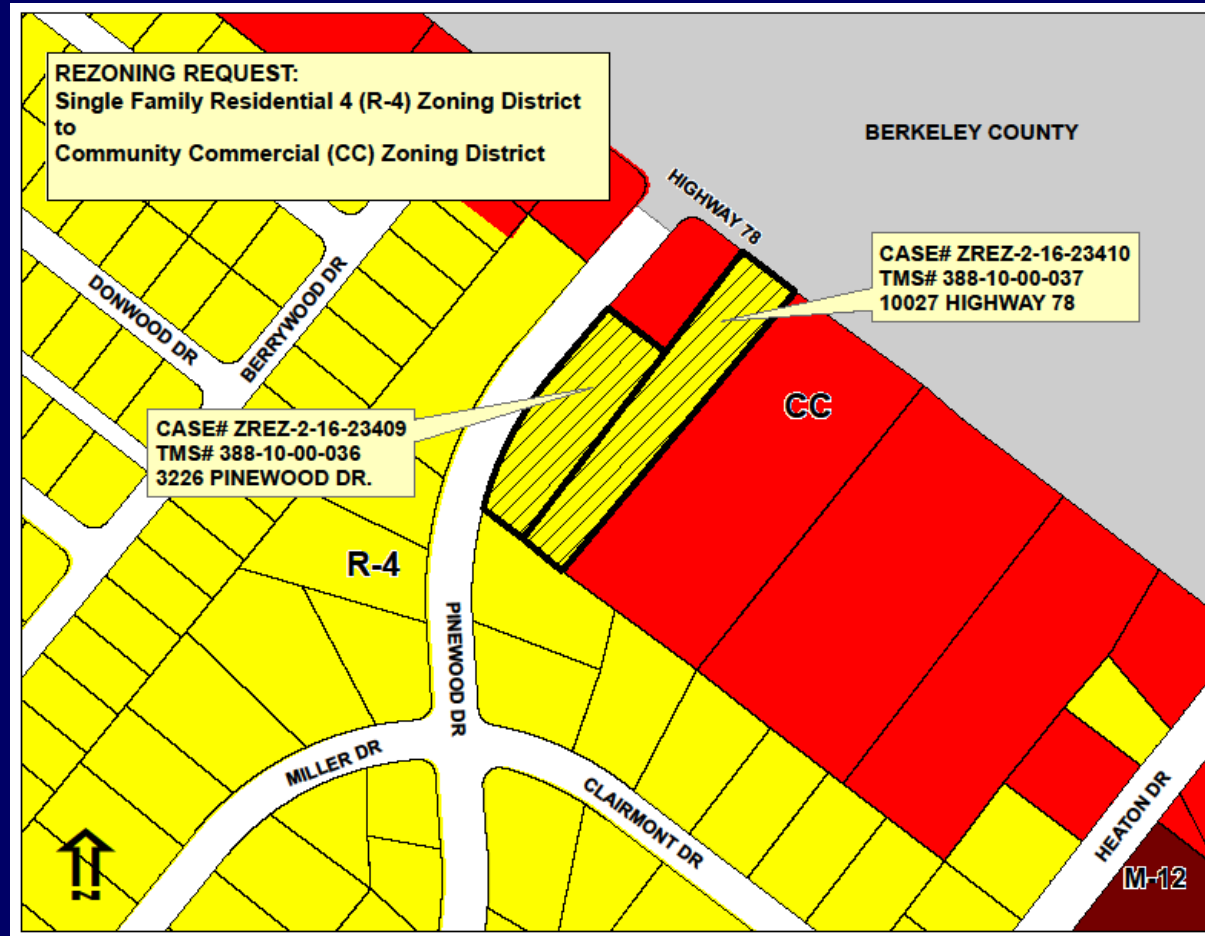 REZONING REQUEST:
Single Family Residential 4 (R-4) Zoning District
to
Community Commercial (CC) Zoning District
BERKELEY COUNTY
HIGHWAY 78
CASE# ZREZ-2-16-23410
TMS# 388-10-00-037
10027 HIGHWAY 78
DONWOOD DR
BERRYWOOD DR
CC
CASE# ZREZ-2-16-23409
TMS# 388-10-00-036
3226 PINEWOOD DR.
R-4
PINEWOOD DR
MILLER DR
CLAIRMONT DR
HEATON DR
M-12
N